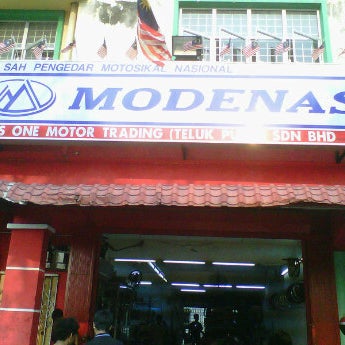 SAH PENGEDAR MOTOSIKAL NASIONAL
MODENAS
S ONE MOTOR TRADING (TELUK SDN BHD